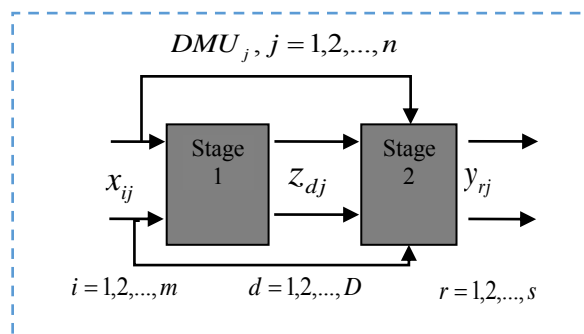 DMU_j, j = 1,2,...,n
Stage 1
Stage 2
x_ij
z_dj
y_rj
i = 1,2,...,m
d = 1,2,...,D
r = 1,2,...,s